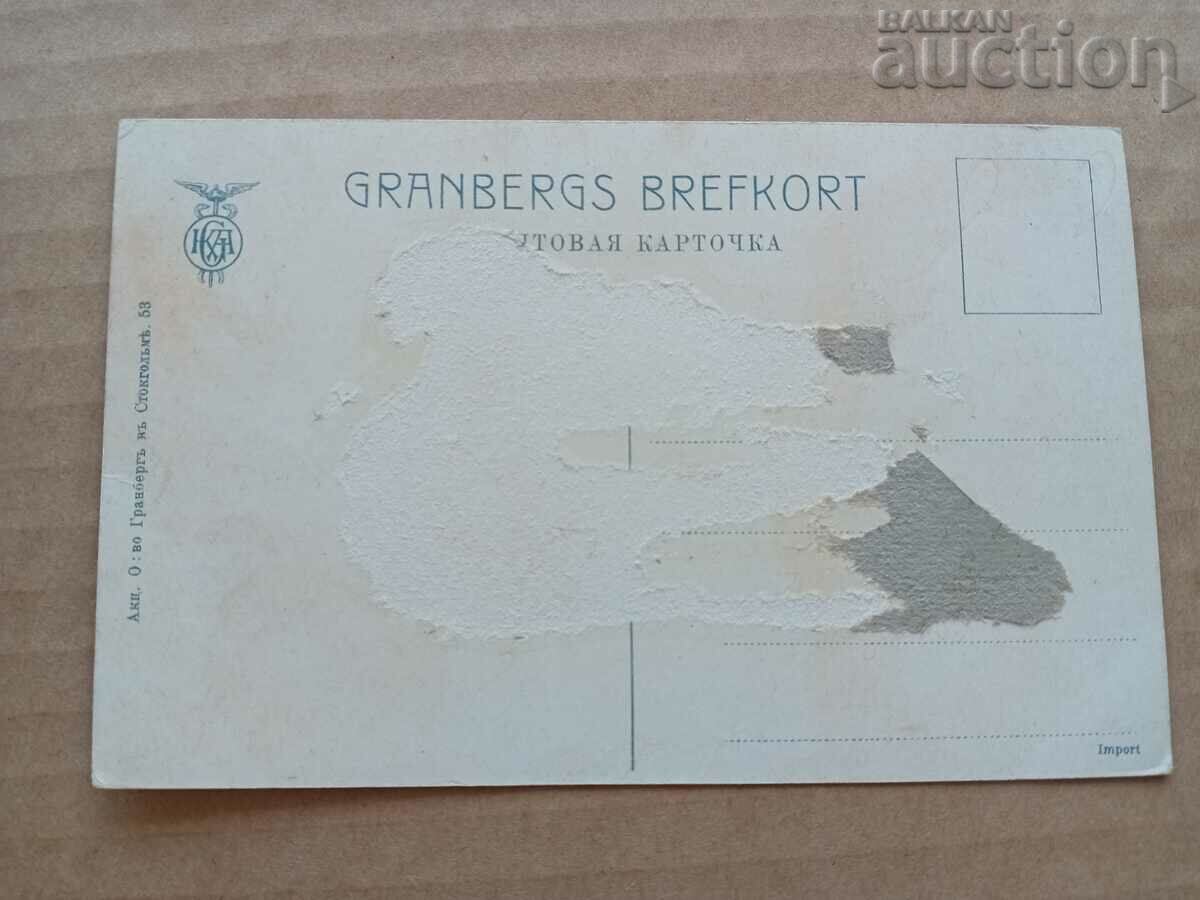 BALKAN
auction
GRANBERGS BREFKORT
ТОВАЯ КАРТОЧКА
Акц. О:во Гранбергъ въ Стокгольмѣ. 53
Import